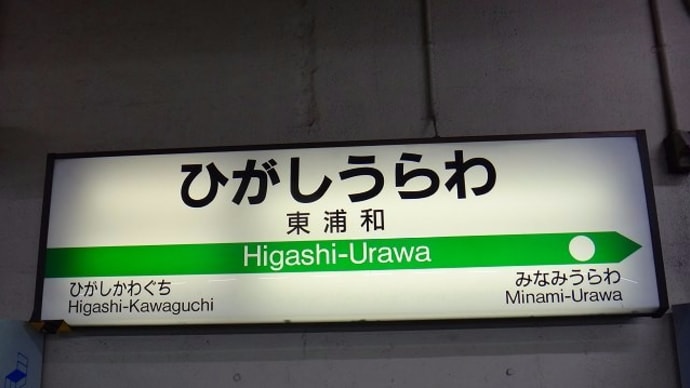 ひがしうらわ
東浦和
Higashi-Urawa
ひがしかわぐち
Higashi-Kawaguchi
みなみうらわ
Minami-Urawa